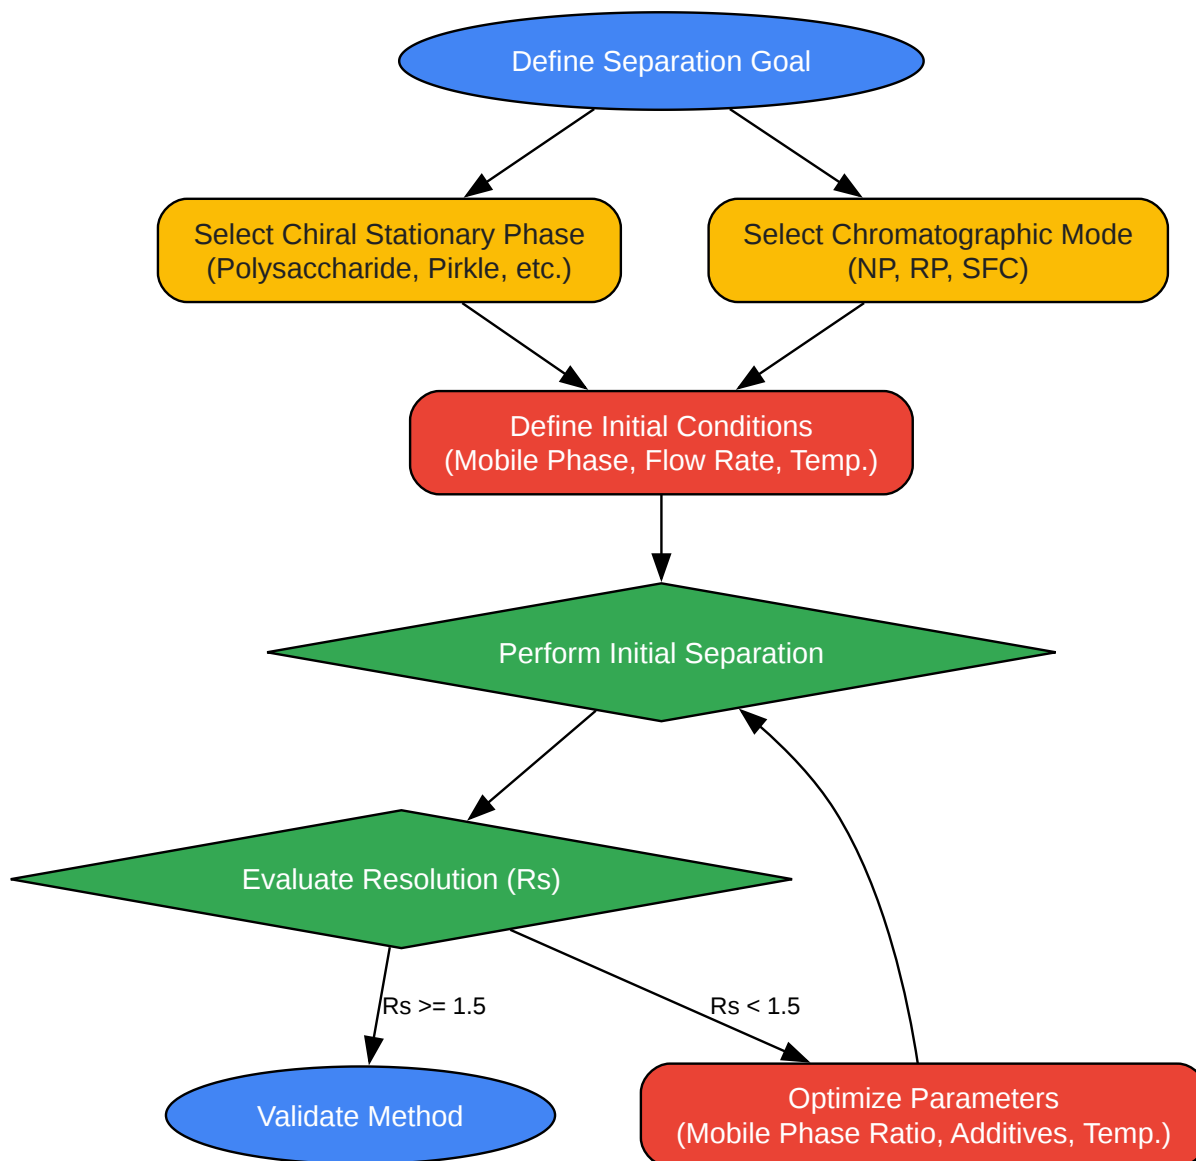 Define Separation Goal
Select Chiral Stationary Phase
(Polysaccharide, Pirkle, etc.)
Select Chromatographic Mode
(NP, RP, SFC)
Define Initial Conditions
(Mobile Phase, Flow Rate, Temp.)
Perform Initial Separation
Evaluate Resolution (Rs)
Rs >= 1.5
Rs < 1.5
Validate Method
Optimize Parameters
(Mobile Phase Ratio, Additives, Temp.)